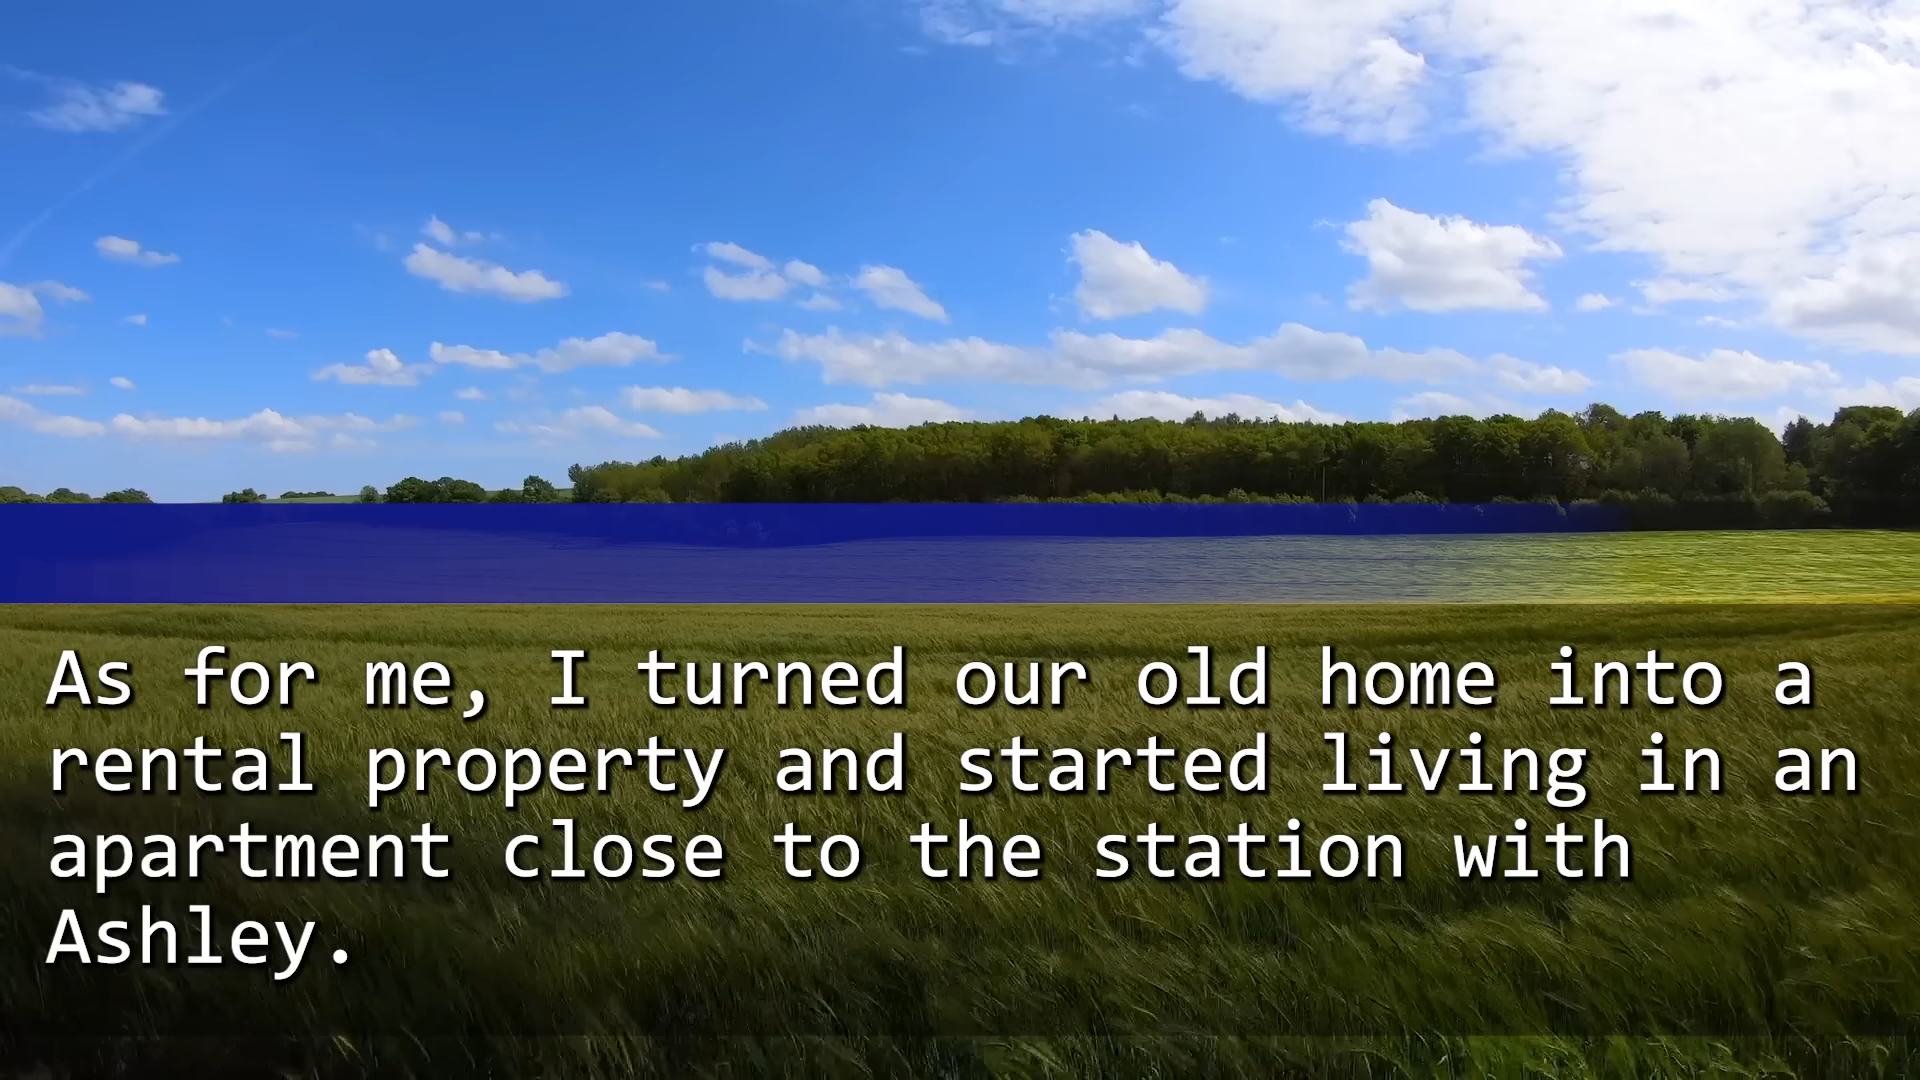 As for me, I turned our old home into a
rental property and started living in an
apartment close to the station with
Ashley.